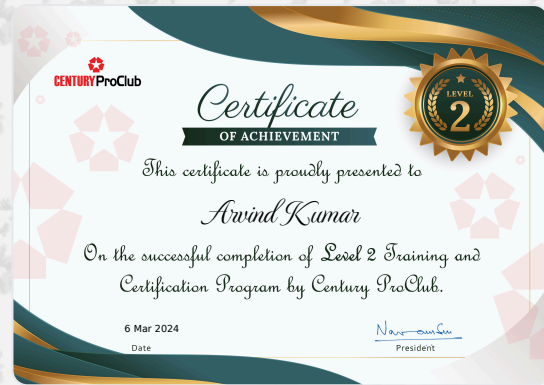 CENTURYProClub
LEVEL
2
Certificate
OF ACHIEVEMENT
This certificate is proudly presented to
Arvind Kumar
On the successful completion of Level 2 Training and
Certification Program by Century ProClub.
6 Mar 2024
Date
President